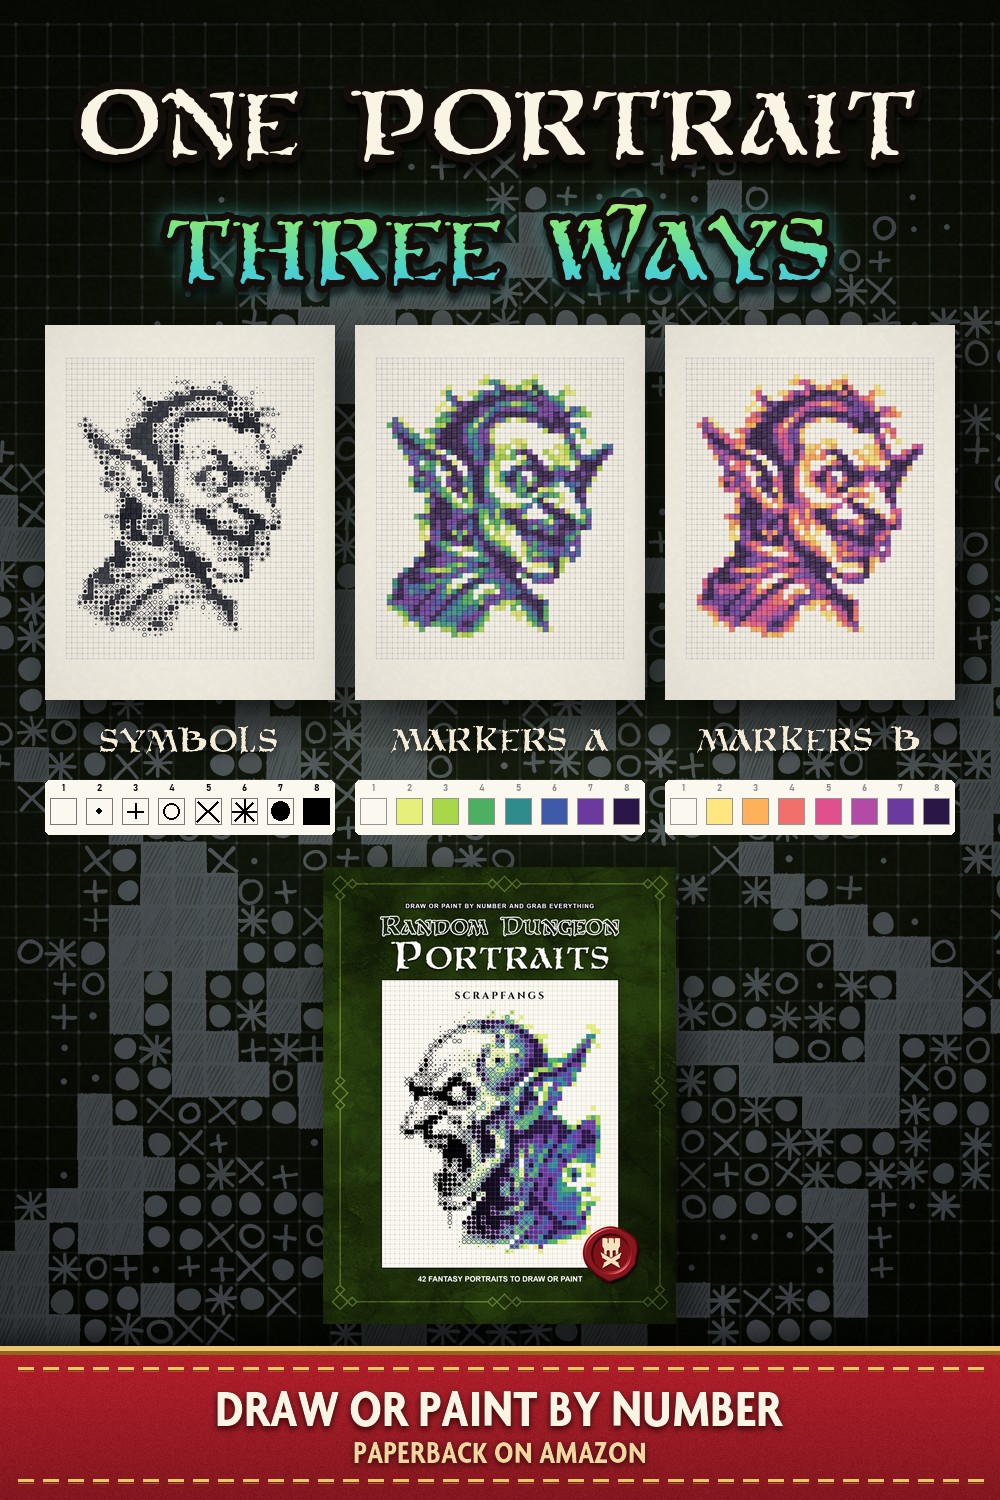 ONE PORTRAIT
THREE WAYS
SYMBOLS
MARKERS A
MARKERS B
1 2 3 4 5 6 7 8
1 2 3 4 5 6 7 8
1 2 3 4 5 6 7 8
DRAW OR PAINT BY NUMBER AND GRAB EVERYTHING
RANDOM DUNGEON
PORTRAITS
SCRAPFANGS
42 FANTASY PORTRAITS TO DRAW OR PAINT
DRAW OR PAINT BY NUMBER
PAPERBACK ON AMAZON